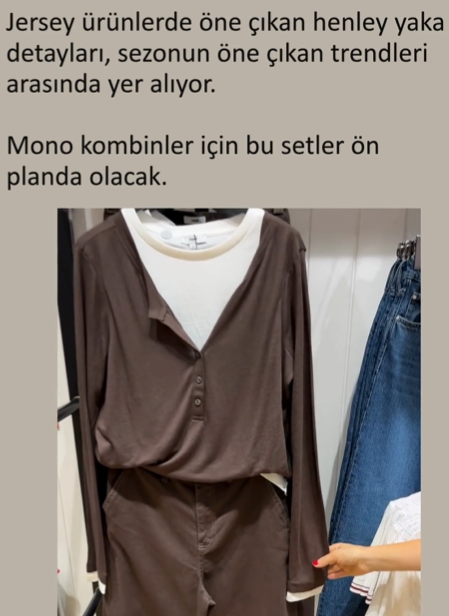 Jersey ürünlerde öne çıkan henley yaka
detayları, sezonun öne çıkan trendleri
arasında yer alıyor.
Mono kombinler için bu setler ön
planda olacak.